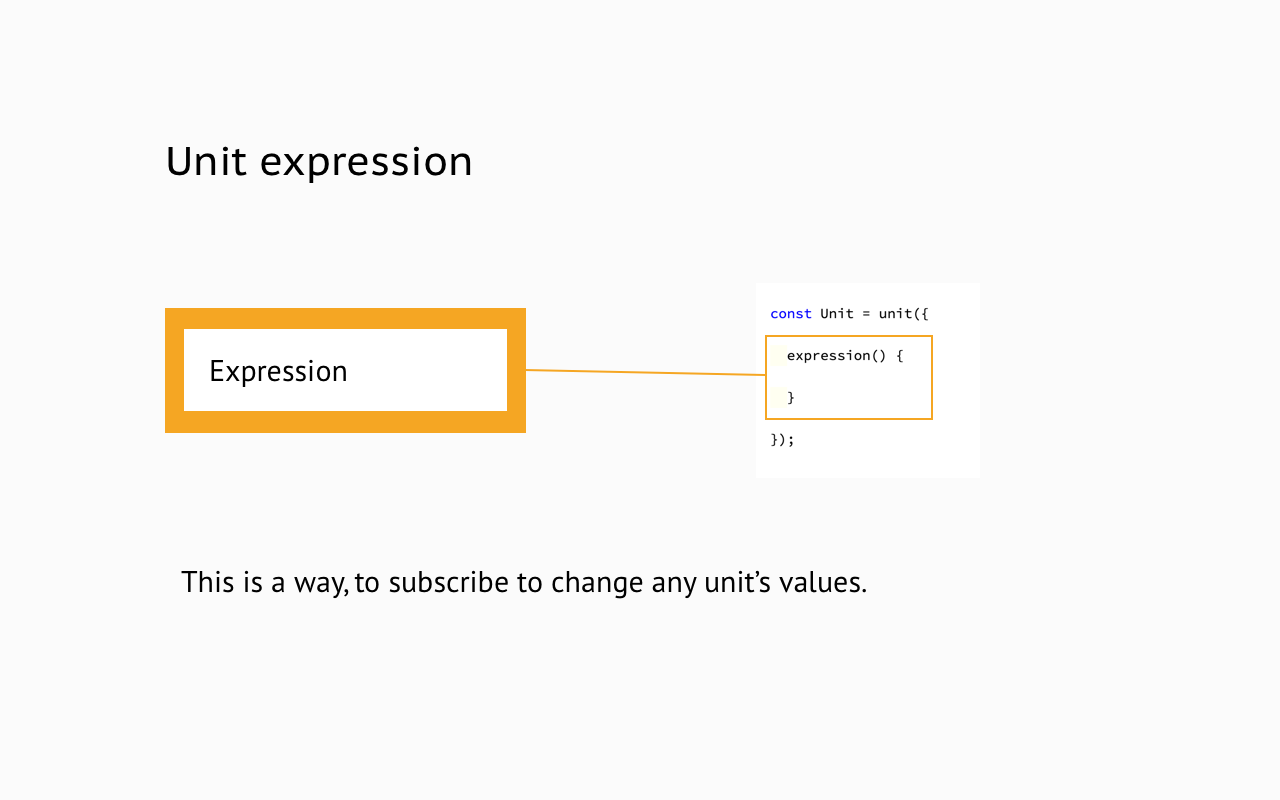 Unit expression
Expression
const Unit = unit({
expression() {
}
});
This is a way, to subscribe to change any unit’s values.